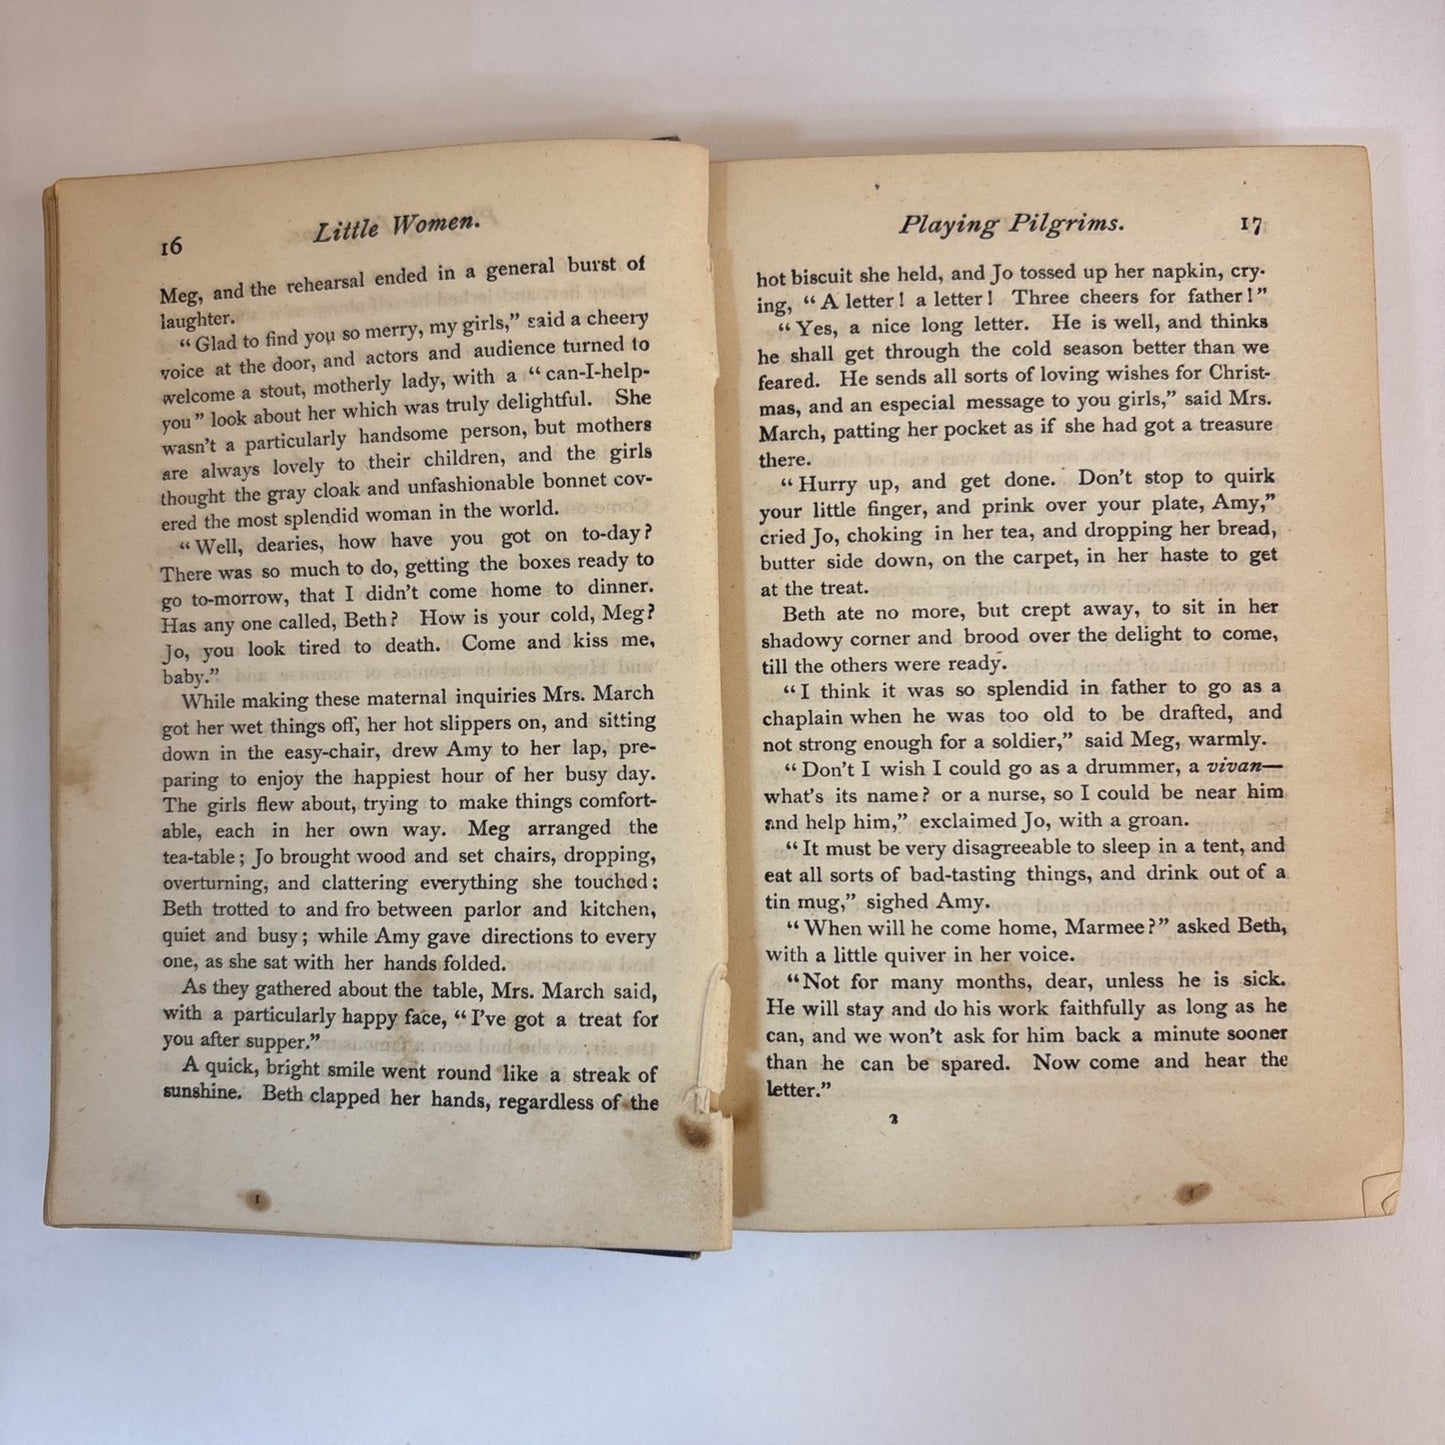 16
Little Women.
Meg, and the rehearsal ended in a general burst of
laughter.
“Glad to find you so merry, my girls,” said a cheery
voice at the door, and actors and audience turned to
welcome a stout, motherly lady, with a “can-I-help-
you” look about her which was truly delightful. She
wasn’t a particularly handsome person, but mothers
are always lovely to their children, and the girls
thought the gray cloak and unfashionable bonnet cov-
ered the most splendid woman in the world.
“Well, dearies, how have you got on to-day?
There was so much to do, getting the boxes ready to
go to-morrow, that I didn’t come home to dinner.
Has any one called, Beth? How is your cold, Meg?
Jo, you look tired to death. Come and kiss me,
baby.”
While making these maternal inquiries Mrs. March
got her wet things off, her hot slippers on, and sitting
down in the easy-chair, drew Amy to her lap, pre-
paring to enjoy the happiest hour of her busy day.
The girls flew about, trying to make things comfort-
able, each in her own way. Meg arranged the
tea-table; Jo brought wood and set chairs, dropping,
overturning, and clattering everything she touched:
Beth trotted to and fro between parlor and kitchen,
quiet and busy; while Amy gave directions to every
one, as she sat with her hands folded.
As they gathered about the table, Mrs. March said,
with a particularly happy face, “I’ve got a treat for
you after supper.”
A quick, bright smile went round like a streak of
sunshine. Beth clapped her hands, regardless of the
1
Playing Pilgrims.
17
hot biscuit she held, and Jo tossed up her napkin, cry-
ing, “A letter! a letter! Three cheers for father!”
“Yes, a nice long letter. He is well, and thinks
he shall get through the cold season better than we
feared. He sends all sorts of loving wishes for Christ-
mas, and an especial message to you girls,” said Mrs.
March, patting her pocket as if she had got a treasure
there.
“Hurry up, and get done. Don’t stop to quirk
your little finger, and prink over your plate, Amy,”
cried Jo, choking in her tea, and dropping her bread,
butter side down, on the carpet, in her haste to get
at the treat.
Beth ate no more, but crept away, to sit in her
shadowy corner and brood over the delight to come,
till the others were ready.
“I think it was so splendid in father to go as a
chaplain when he was too old to be drafted, and
not strong enough for a soldier,” said Meg, warmly.
“Don’t I wish I could go as a drummer, a vivan—
what’s its name? or a nurse, so I could be near him
and help him,” exclaimed Jo, with a groan.
“It must be very disagreeable to sleep in a tent, and
eat all sorts of bad-tasting things, and drink out of a
tin mug,” sighed Amy.
“When will he come home, Marmee?” asked Beth,
with a little quiver in her voice.
“Not for many months, dear, unless he is sick.
He will stay and do his work faithfully as long as he
can, and we won’t ask for him back a minute sooner
than he can be spared. Now come and hear the
letter.”
2